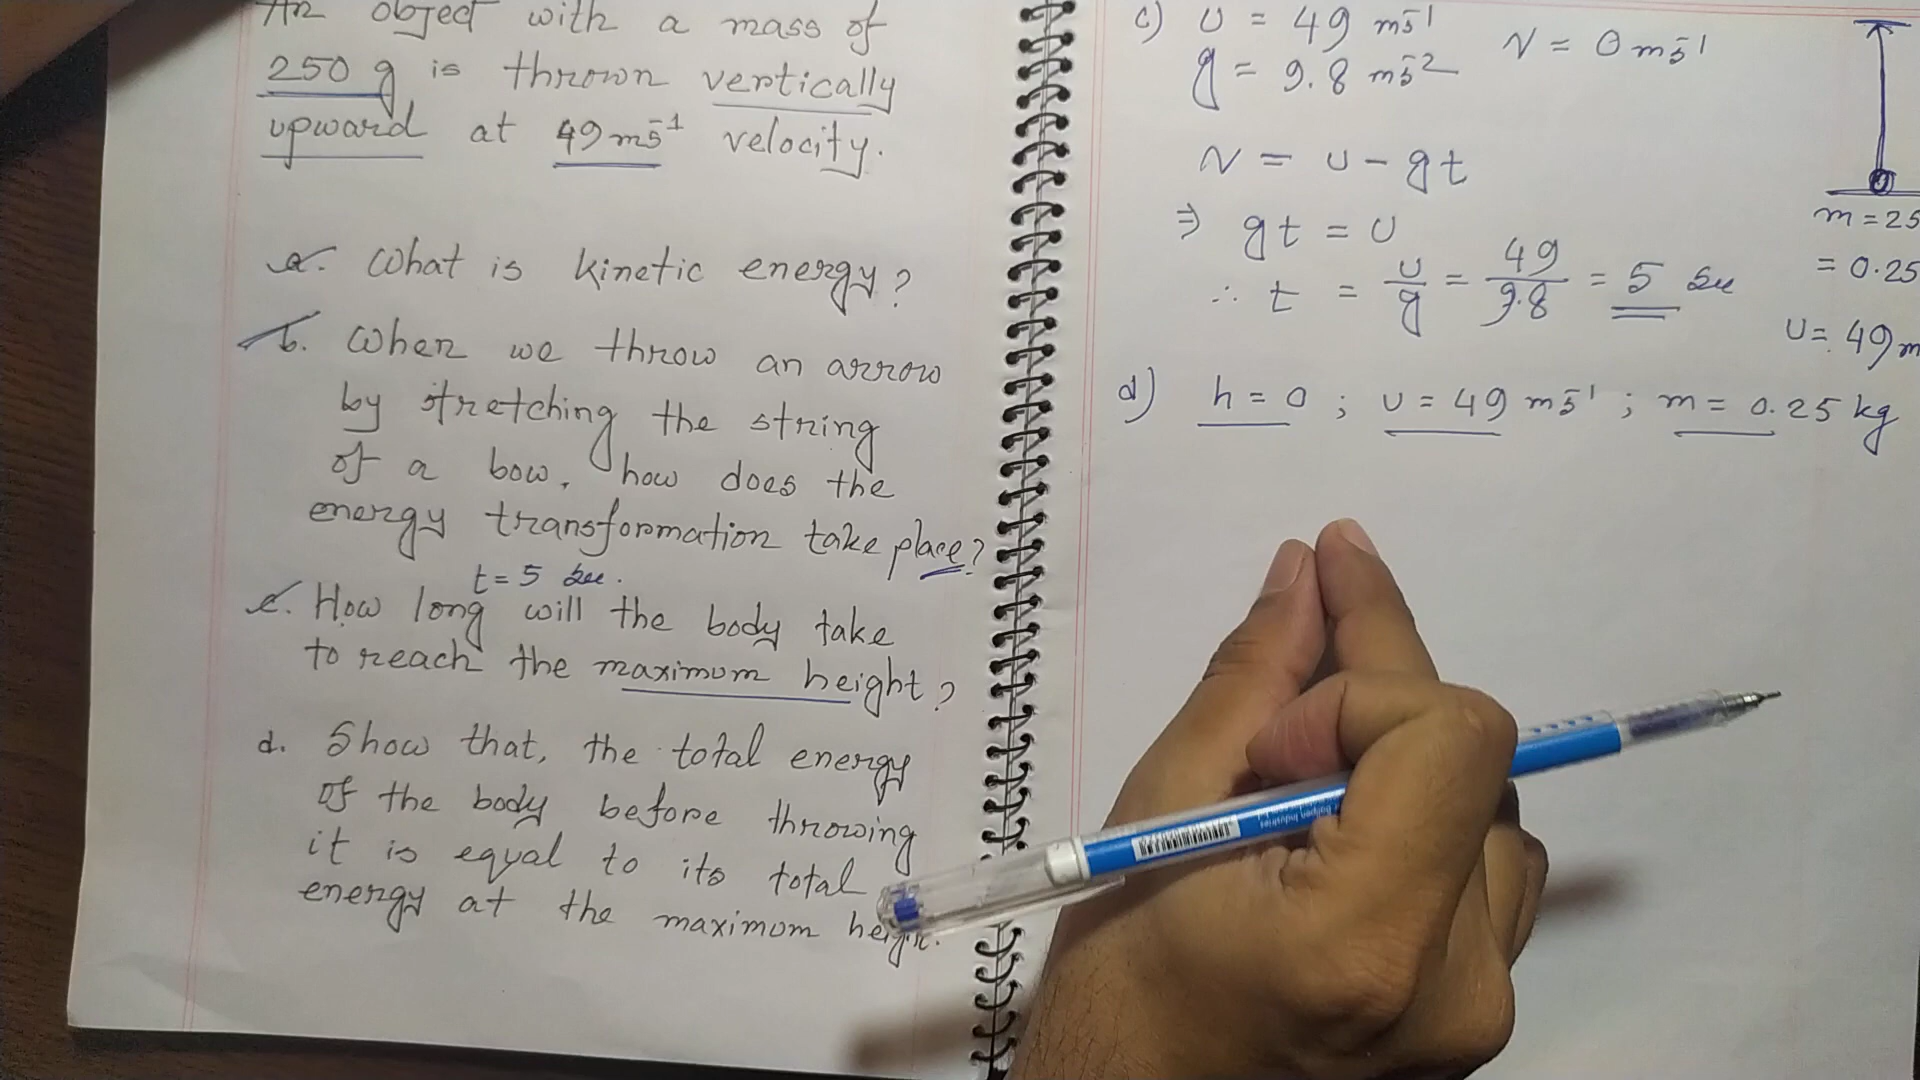 An object with a mass of
250 g is thrown vertically
upward at 49 ms⁻¹ velocity.
a. What is kinetic energy?
b. When we throw an arrow
by stretching the string
of a bow, how does the
energy transformation take place?
t = 5 sec.
c. How long will the body take
to reach the maximum height?
d. Show that, the total energy
of the body before throwing
it is equal to its total
energy at the maximum
c) u = 49 ms⁻¹ v = 0 ms⁻¹
g = 9.8 ms⁻²
v = u - gt
⇒ gt = u
∴ t = u/g = 49/9.8 = 5 sec
m = 25
= 0.25
u = 49 m
d) h = 0 ; u = 49 ms⁻¹ ; m = 0.25 kg